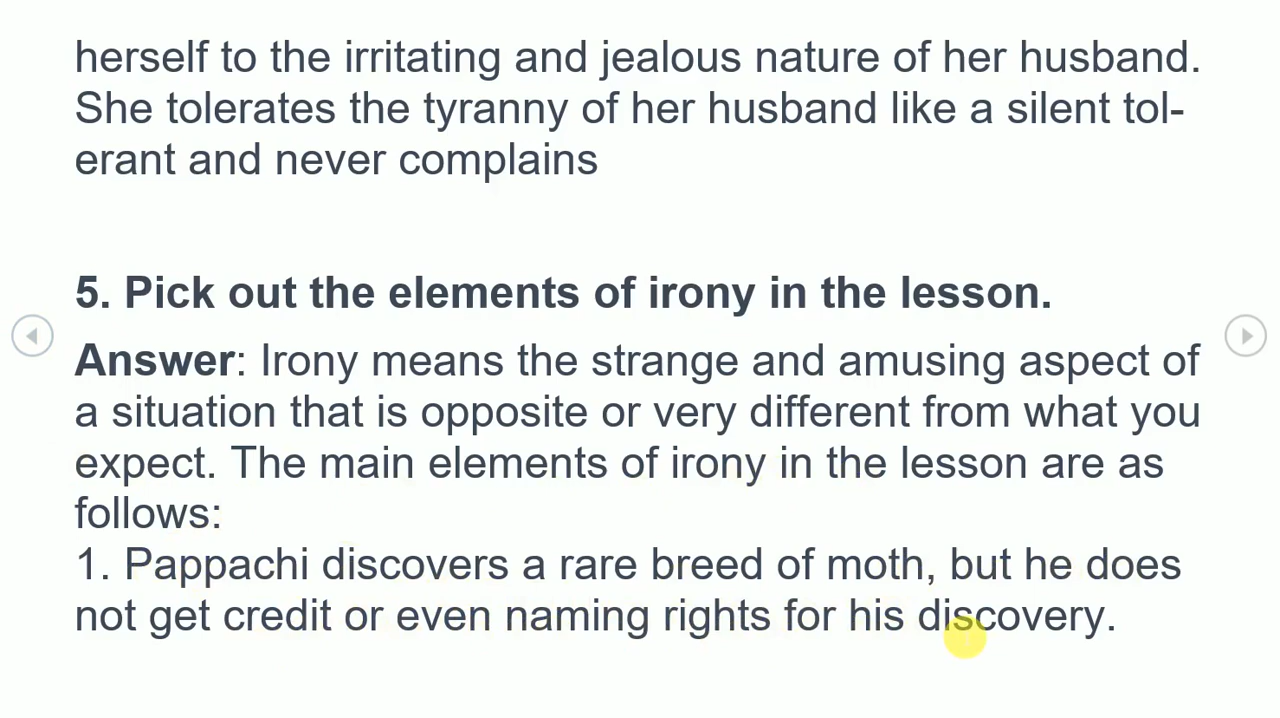 herself to the irritating and jealous nature of her husband.
She tolerates the tyranny of her husband like a silent tol-
erant and never complains
5. Pick out the elements of irony in the lesson.
Answer: Irony means the strange and amusing aspect of
a situation that is opposite or very different from what you
expect. The main elements of irony in the lesson are as
follows:
1. Pappachi discovers a rare breed of moth, but he does
not get credit or even naming rights for his discovery.